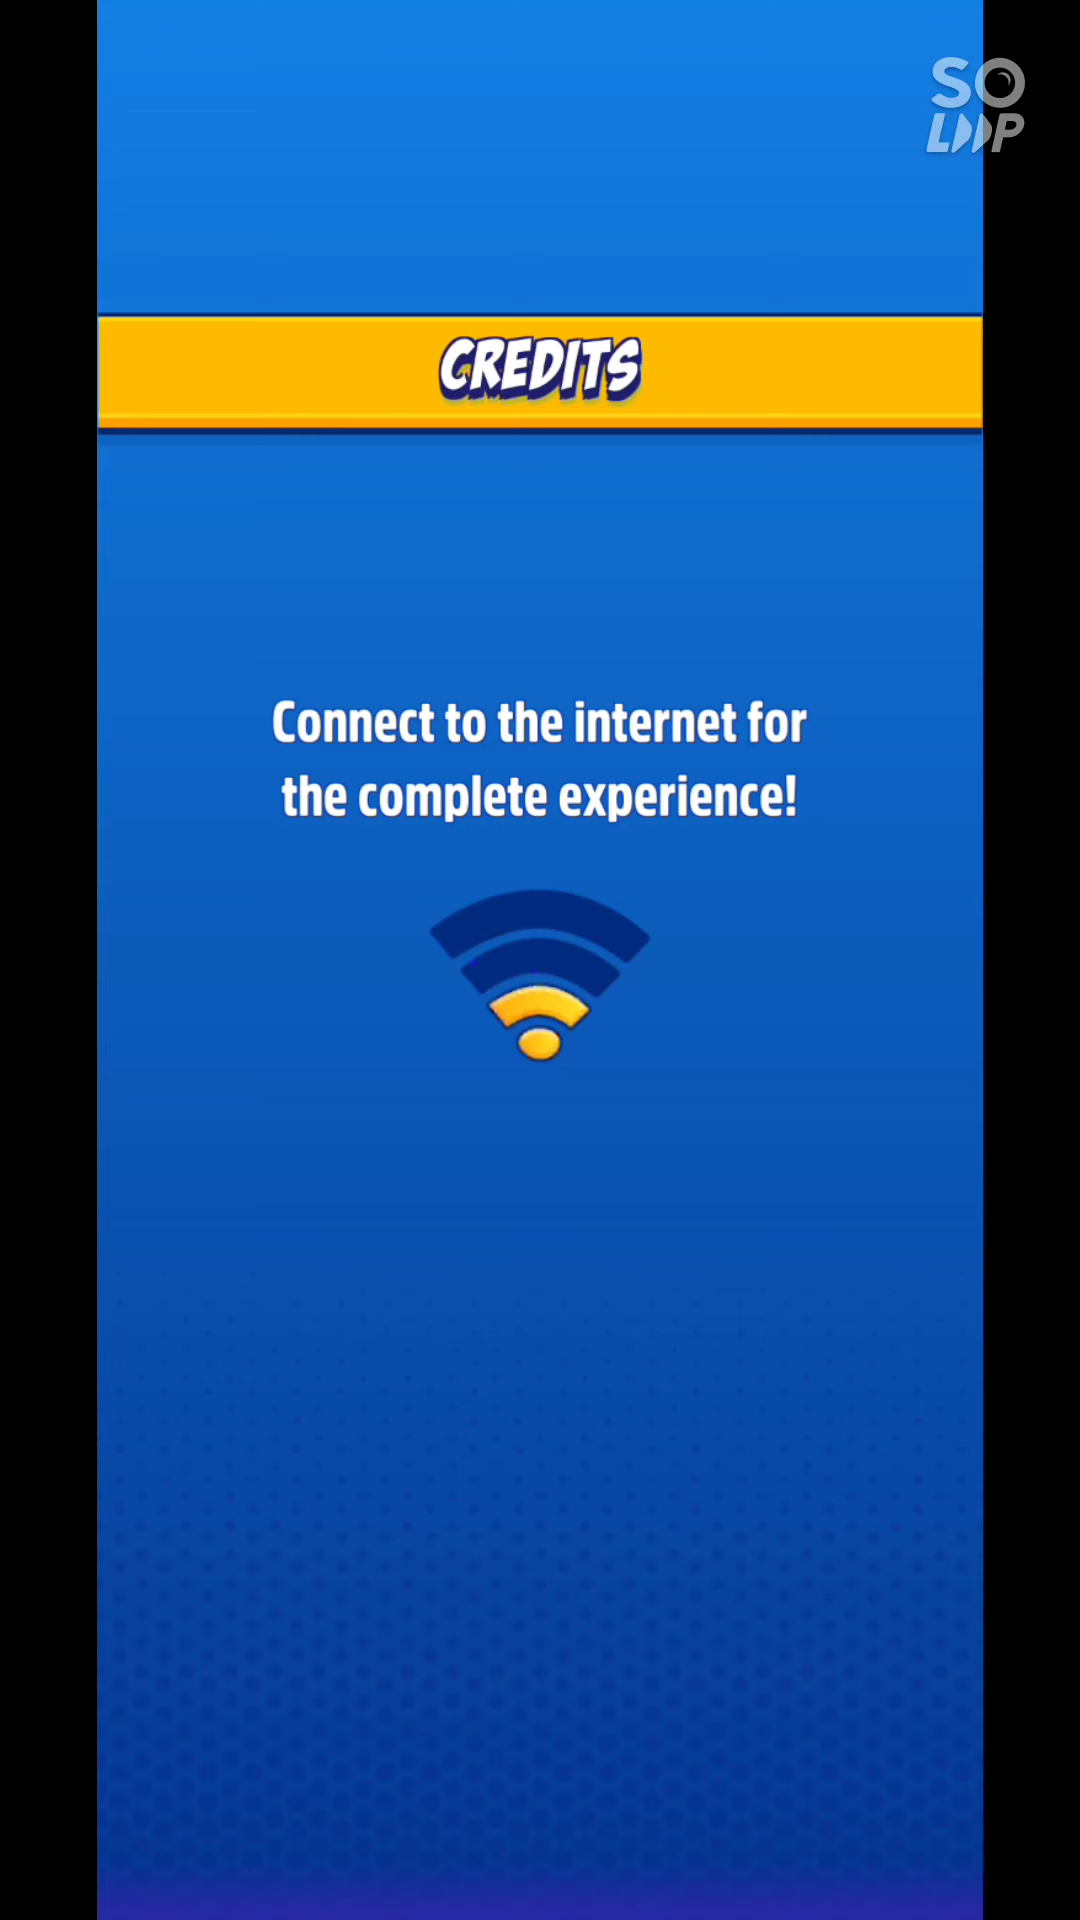 SO
LOOP
CREDITS
Connect to the internet for
the complete experience!